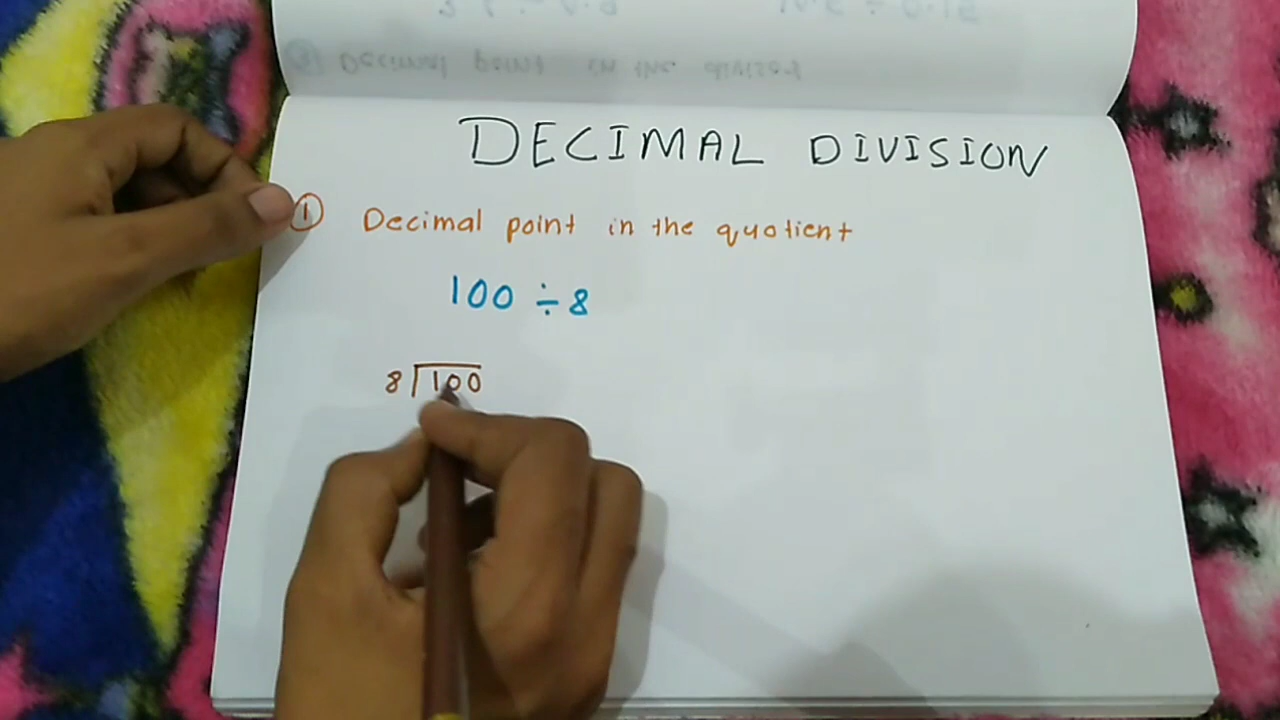 DECIMAL DIVISION
① Decimal point in the quotient
100 ÷ 8
8 100